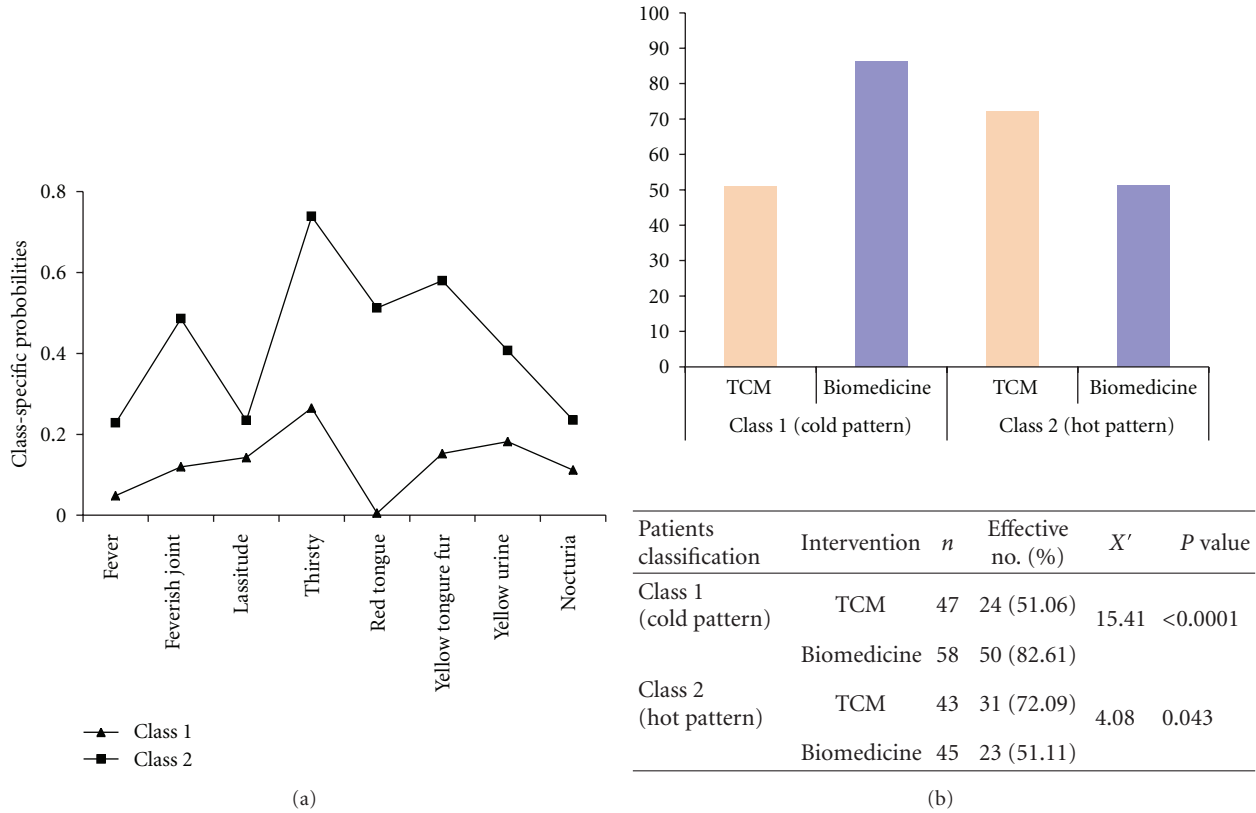 0.8
0.6
0.4
0.2
0
Class-specific probobilities
Fever
Feverish joint
Lassitude
Thirsty
Red tongue
Yellow tongure fur
Yellow urine
Nocturia
Class 1
Class 2
(a)
100
90
80
70
60
50
40
30
20
10
0
TCM Biomedicine TCM Biomedicine
Class 1 (cold pattern) Class 2 (hot pattern)
Patients classification Intervention n Effective no. (%) X′ P value
Class 1 (cold pattern) TCM 47 24 (51.06) 15.41 <0.0001
Biomedicine 58 50 (82.61)
Class 2 (hot pattern) TCM 43 31 (72.09) 4.08 0.043
Biomedicine 45 23 (51.11)
(b)